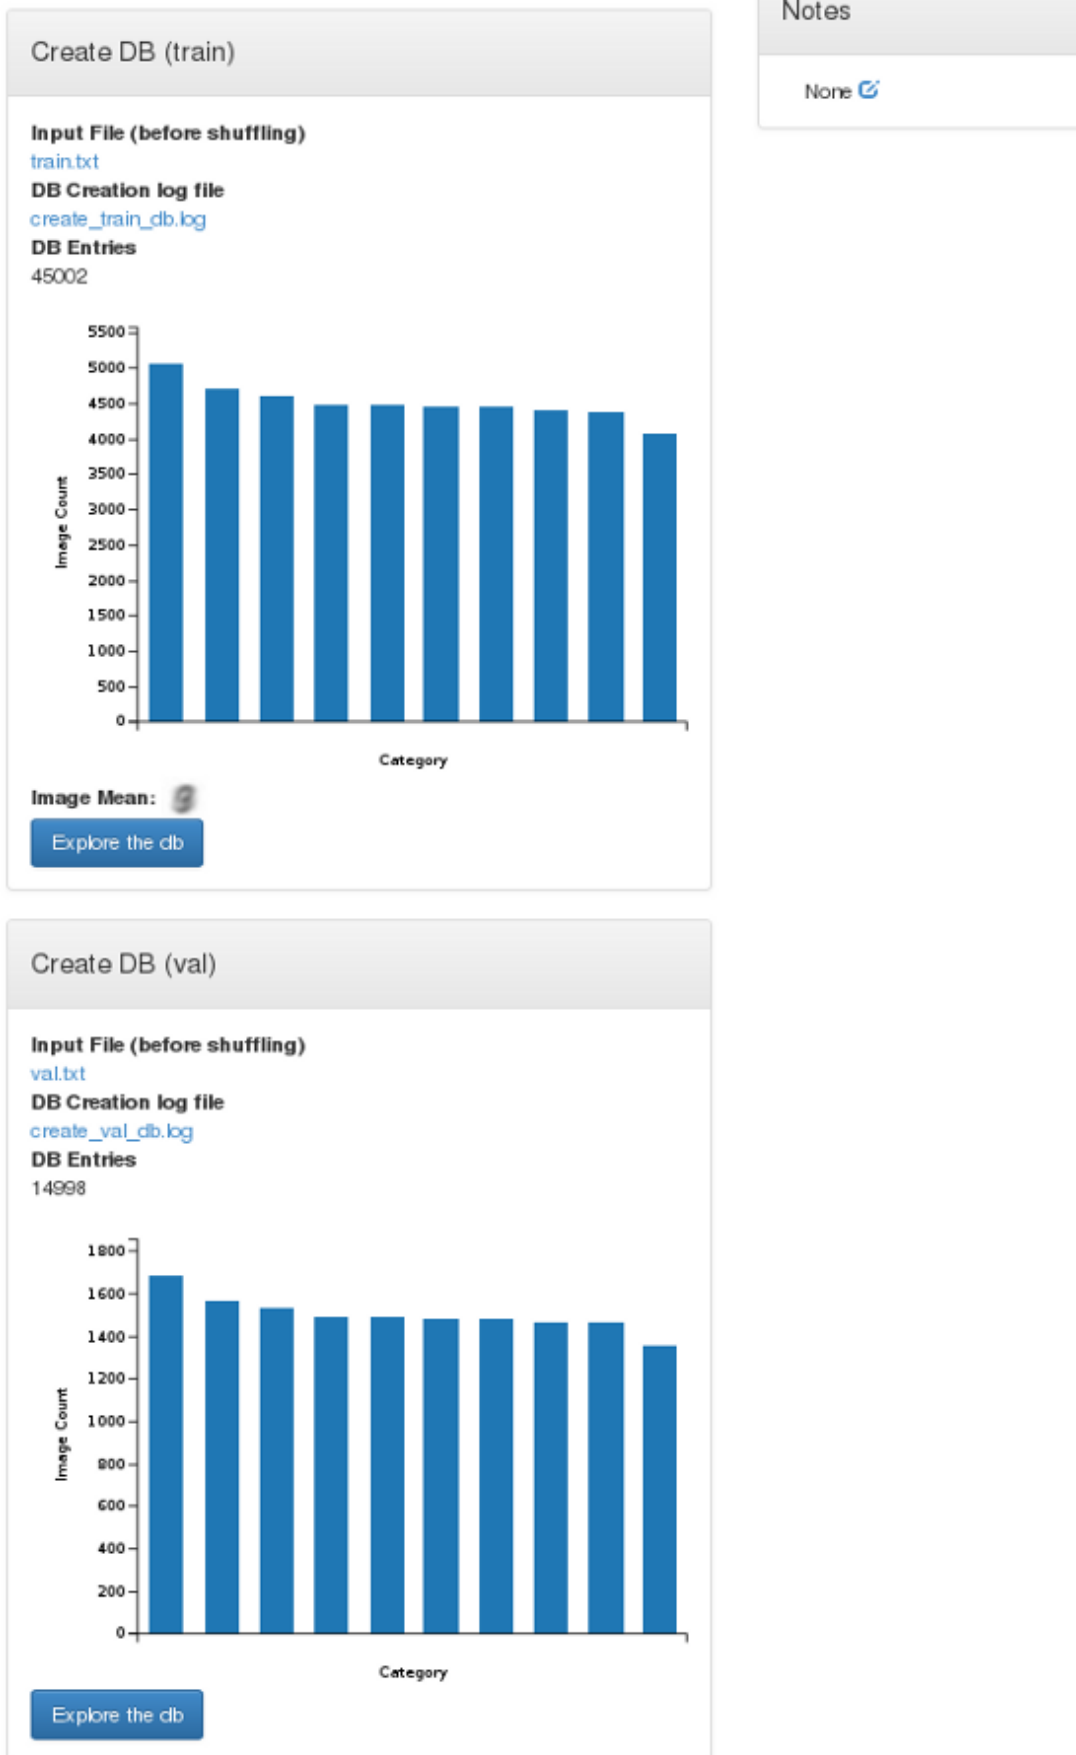 Notes
None
Create DB (train)
Input File (before shuffling)
train.txt
DB Creation log file
create_train_db.log
DB Entries
45002
5500
5000
4500
4000
3500
3000
2500
2000
1500
1000
500
0
Image Count
Category
Image Mean:
Explore the db
Create DB (val)
Input File (before shuffling)
val.txt
DB Creation log file
create_val_db.log
DB Entries
14998
1800
1600
1400
1200
1000
800
600
400
200
0
Image Count
Category
Explore the db